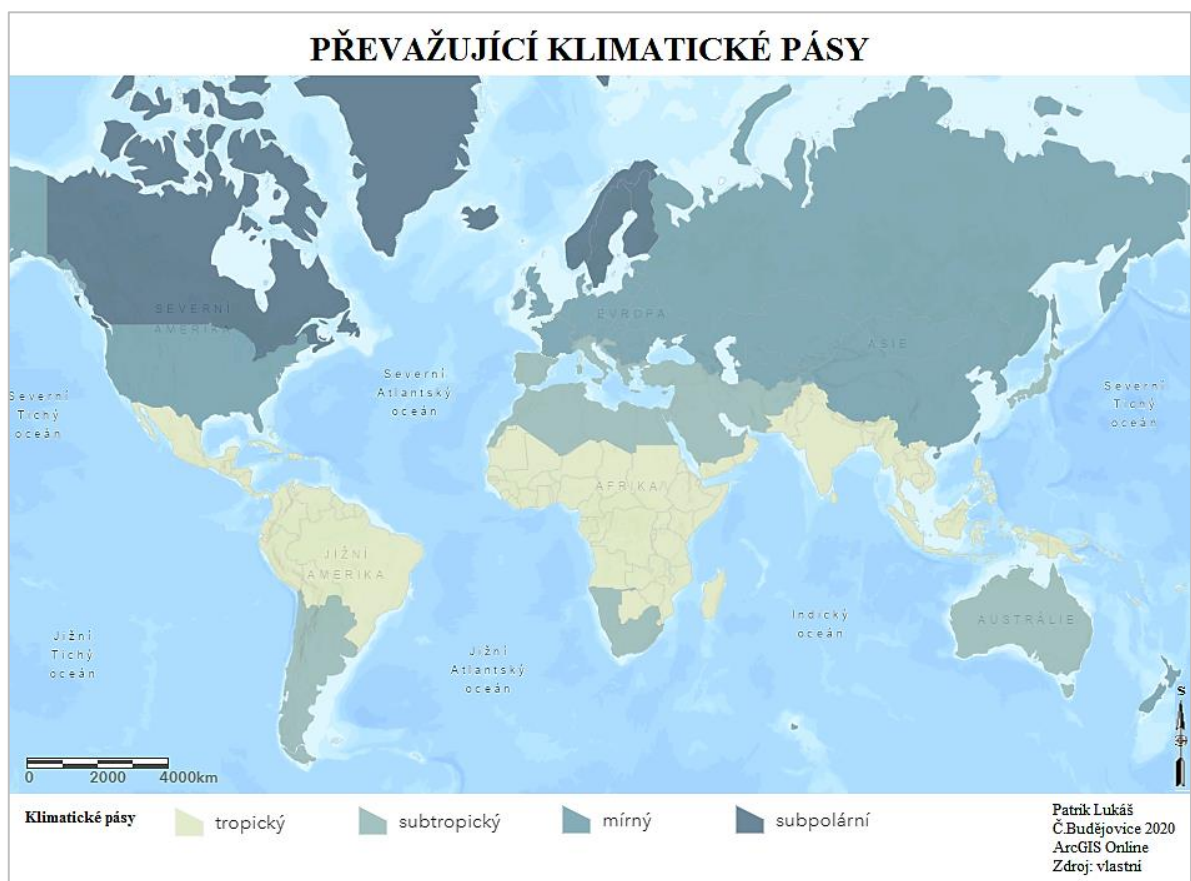 PŘEVAŽUJÍCÍ KLIMATICKÉ PÁSY
SEVERNÍ
AMERIKA
EVROPA
ASIE
Severní
Tichý
oceán
Severní
Atlantský
oceán
Severní
Tichý
oceán
AFRIKA
JIŽNÍ
AMERIKA
Indický
oceán
AUSTRÁLIE
Jižní
Tichý
oceán
Jižní
Atlantský
oceán
S
0 2000 4000km
Klimatické pásy
tropický
subtropický
mírný
subpolární
Patrik Lukáš
Č.Budějovice 2020
ArcGIS Online
Zdroj: vlastní